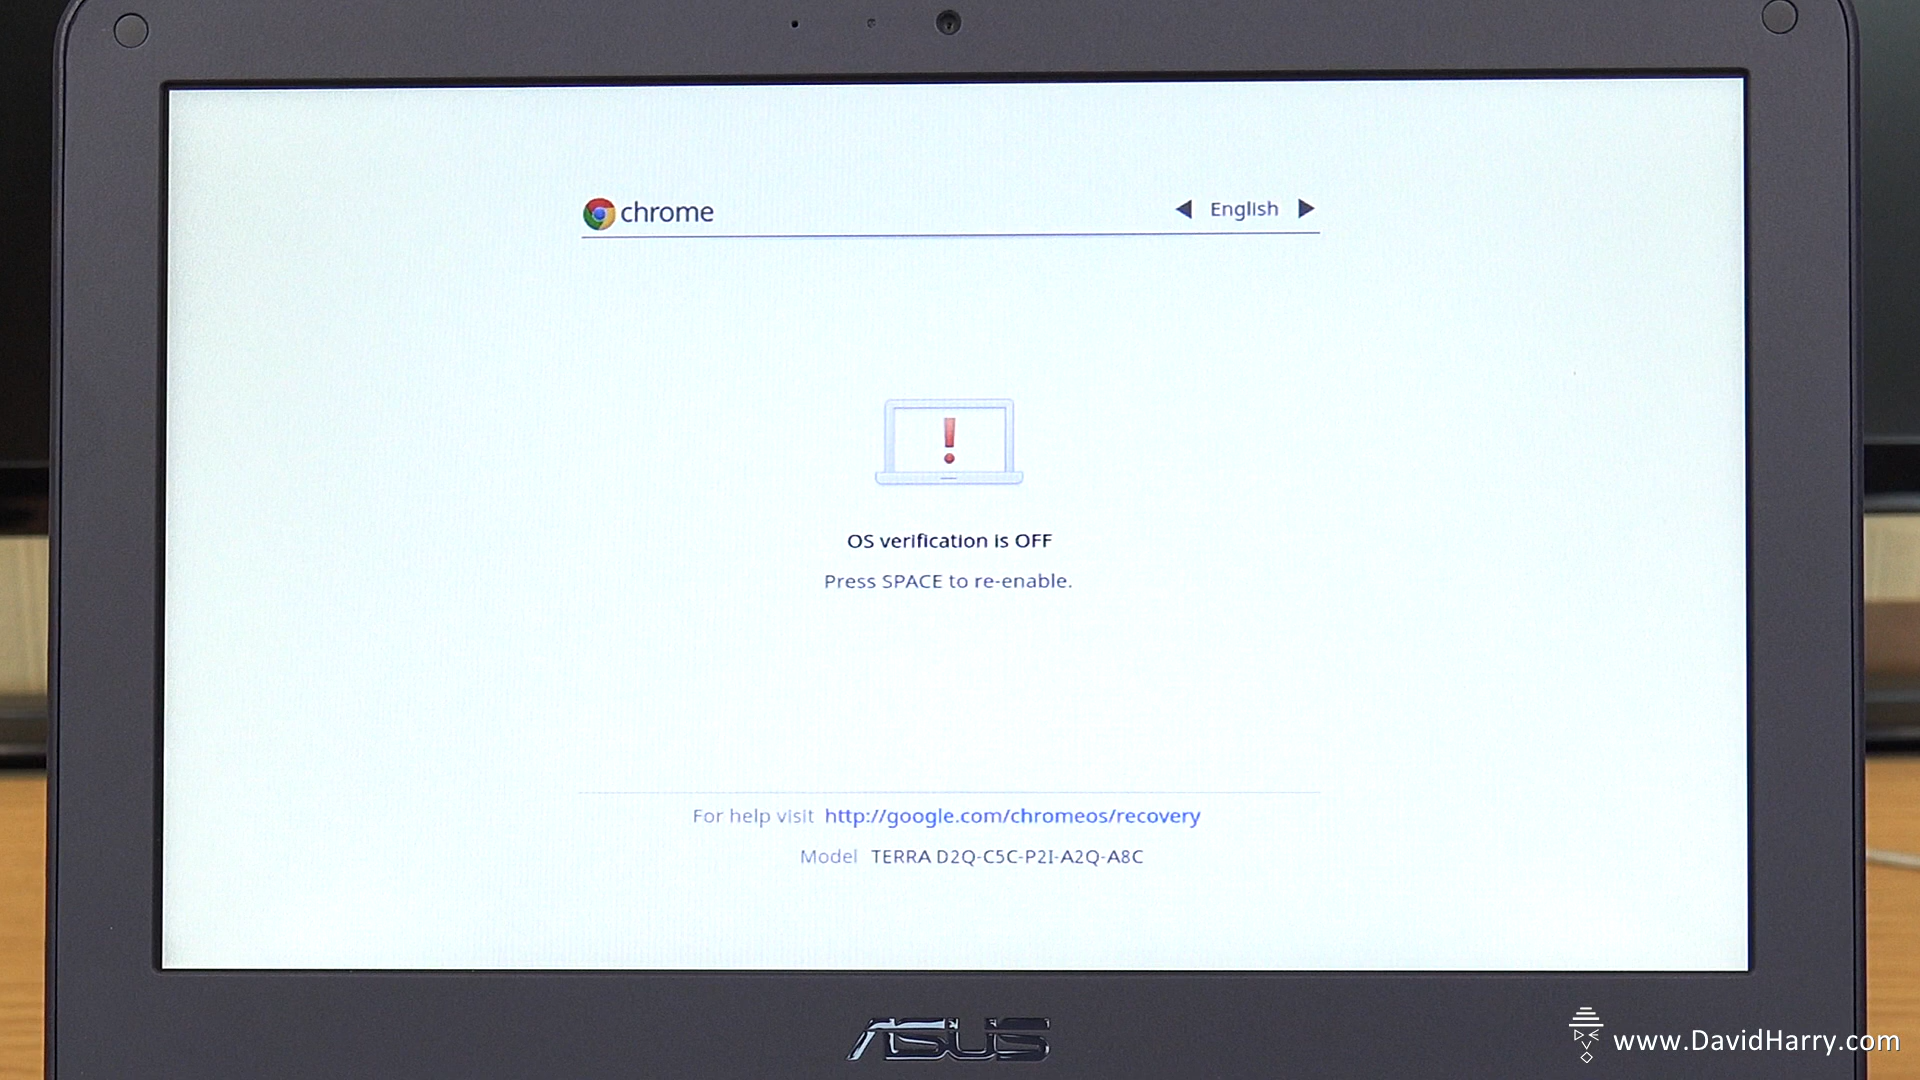 chrome
English
OS verification is OFF
Press SPACE to re-enable.
For help visit http://google.com/chromeos/recovery
Model TERRA D2Q-C5C-P2I-A2Q-A8C
ASUS
www.DavidHarry.com